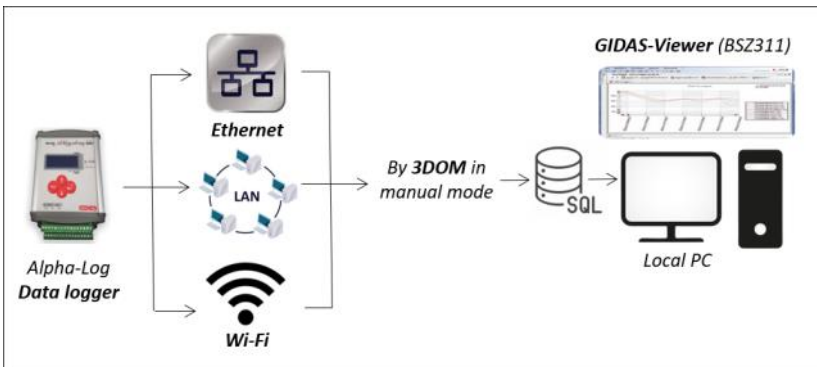 GIDAS-Viewer (BSZ311)
Ethernet
LAN
By 3DOM in
manual mode
SQL
Alpha-Log
Data logger
Local PC
Wi-Fi